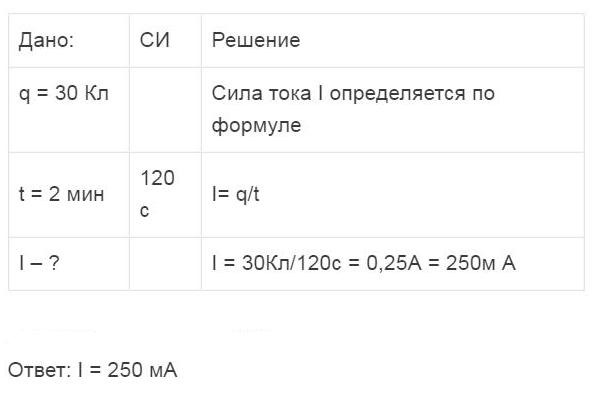 Дано: СИ Решение
q = 30 Кл Сила тока I определяется по
формуле
t = 2 мин 120
с I= q/t
I – ? I = 30Кл/120с = 0,25А = 250м А
Ответ: I = 250 мА